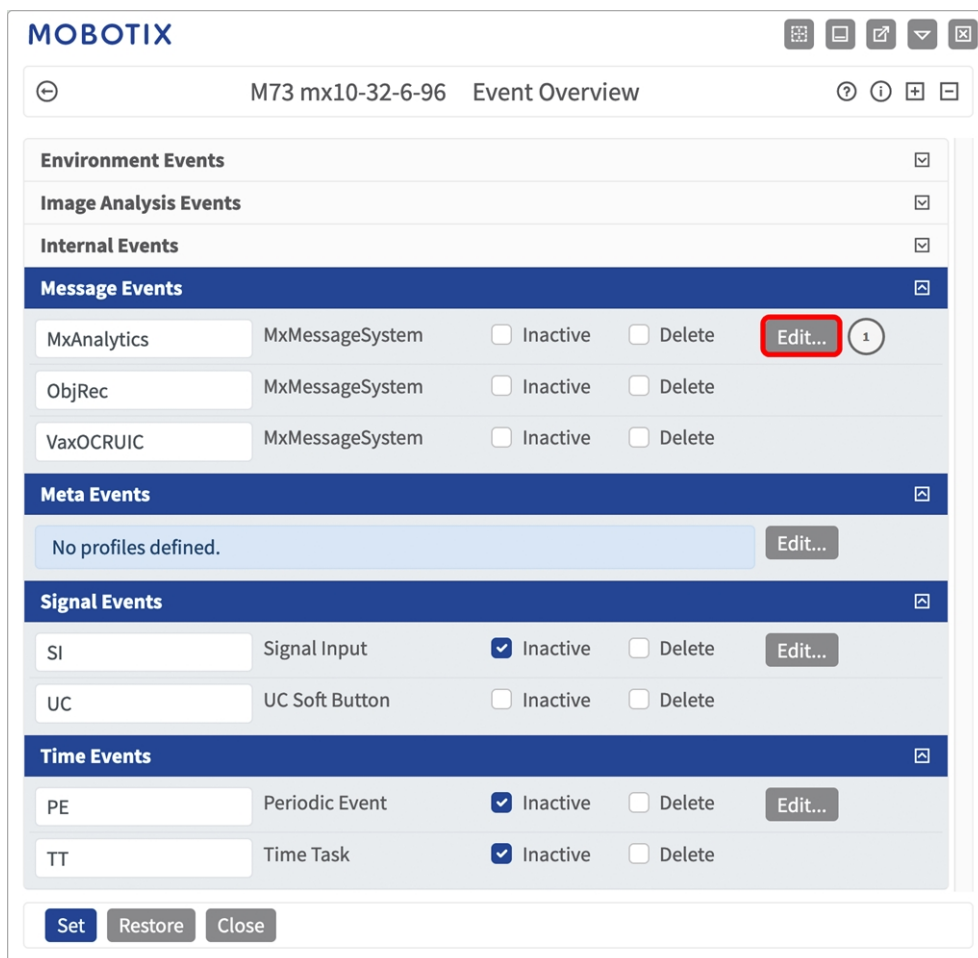 MOBOTIX
M73 mx10-32-6-96 Event Overview
Environment Events
Image Analysis Events
Internal Events
Message Events
MxAnalytics MxMessageSystem Inactive Delete Edit... 1
ObjRec MxMessageSystem Inactive Delete
VaxOCRUIC MxMessageSystem Inactive Delete
Meta Events
No profiles defined. Edit...
Signal Events
SI Signal Input Inactive Delete Edit...
UC UC Soft Button Inactive Delete
Time Events
PE Periodic Event Inactive Delete Edit...
TT Time Task Inactive Delete
Set Restore Close